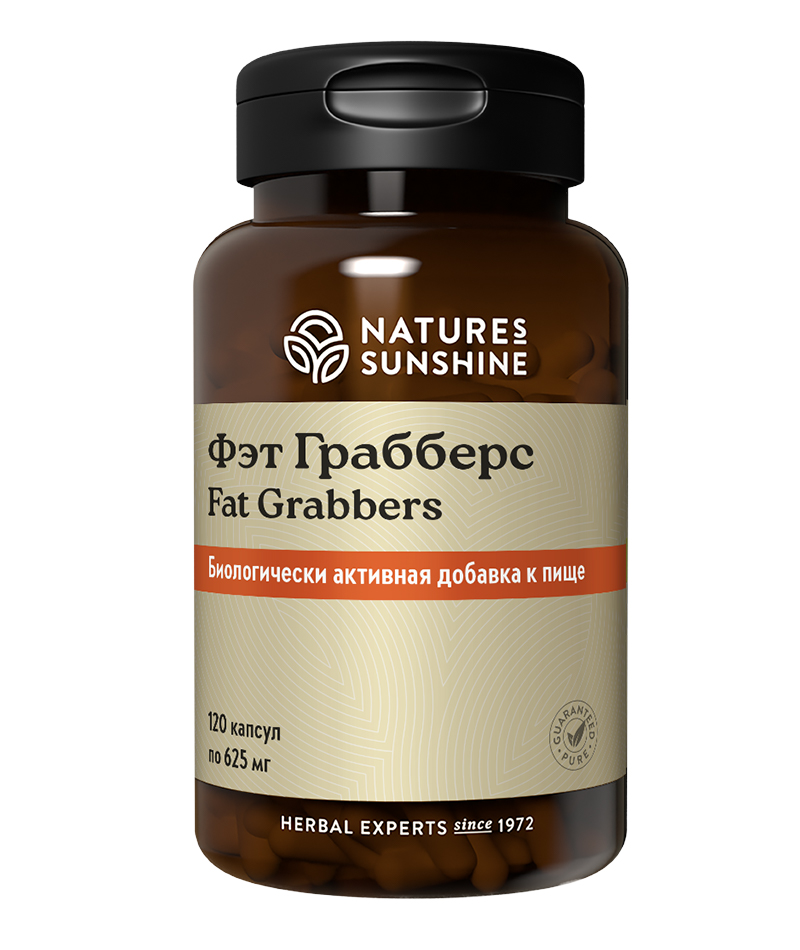 NATURES
SUNSHINE
Фэт Грабберс
Fat Grabbers
Биологически активная добавка к пище
120 капсул
по 625 мг
GUARANTEED
PURE
HERBAL EXPERTS since 1972